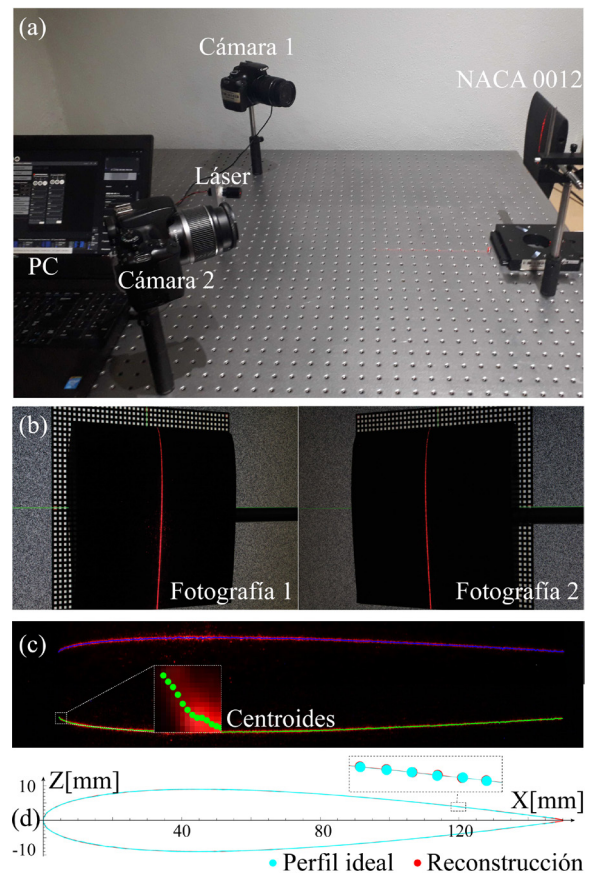 (a)
Cámara 1
NACA 0012
Láser
PC
Cámara 2
(b)
Fotografía 1
Fotografía 2
(c)
Centroides
10
Z[mm]
X[mm]
(d)
40
80
120
-10
Perfil ideal
Reconstrucción